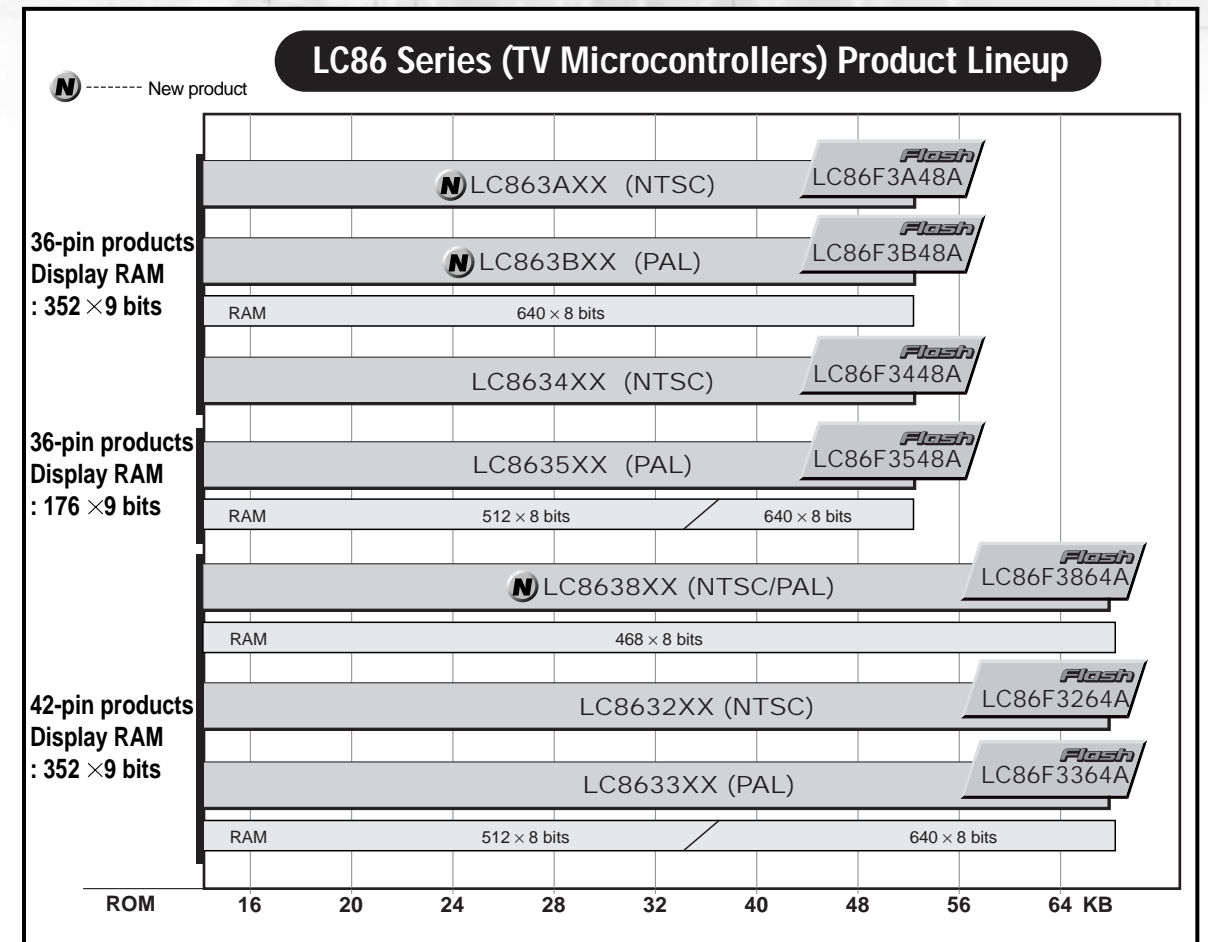 LC86 Series (TV Microcontrollers) Product Lineup
N -------- New product
Flash
N LC863AXX (NTSC) LC86F3A48A
Flash
N LC863BXX (PAL) LC86F3B48A
36-pin products
Display RAM
: 352 ×9 bits
RAM 640 × 8 bits
Flash
LC8634XX (NTSC) LC86F3448A
36-pin products
Display RAM
: 176 ×9 bits
Flash
LC8635XX (PAL) LC86F3548A
RAM 512 × 8 bits 640 × 8 bits
Flash
N LC8638XX (NTSC/PAL) LC86F3864A
RAM 468 × 8 bits
Flash
LC8632XX (NTSC) LC86F3264A
42-pin products
Display RAM
: 352 ×9 bits
Flash
LC8633XX (PAL) LC86F3364A
RAM 512 × 8 bits 640 × 8 bits
ROM 16 20 24 28 32 40 48 56 64 KB